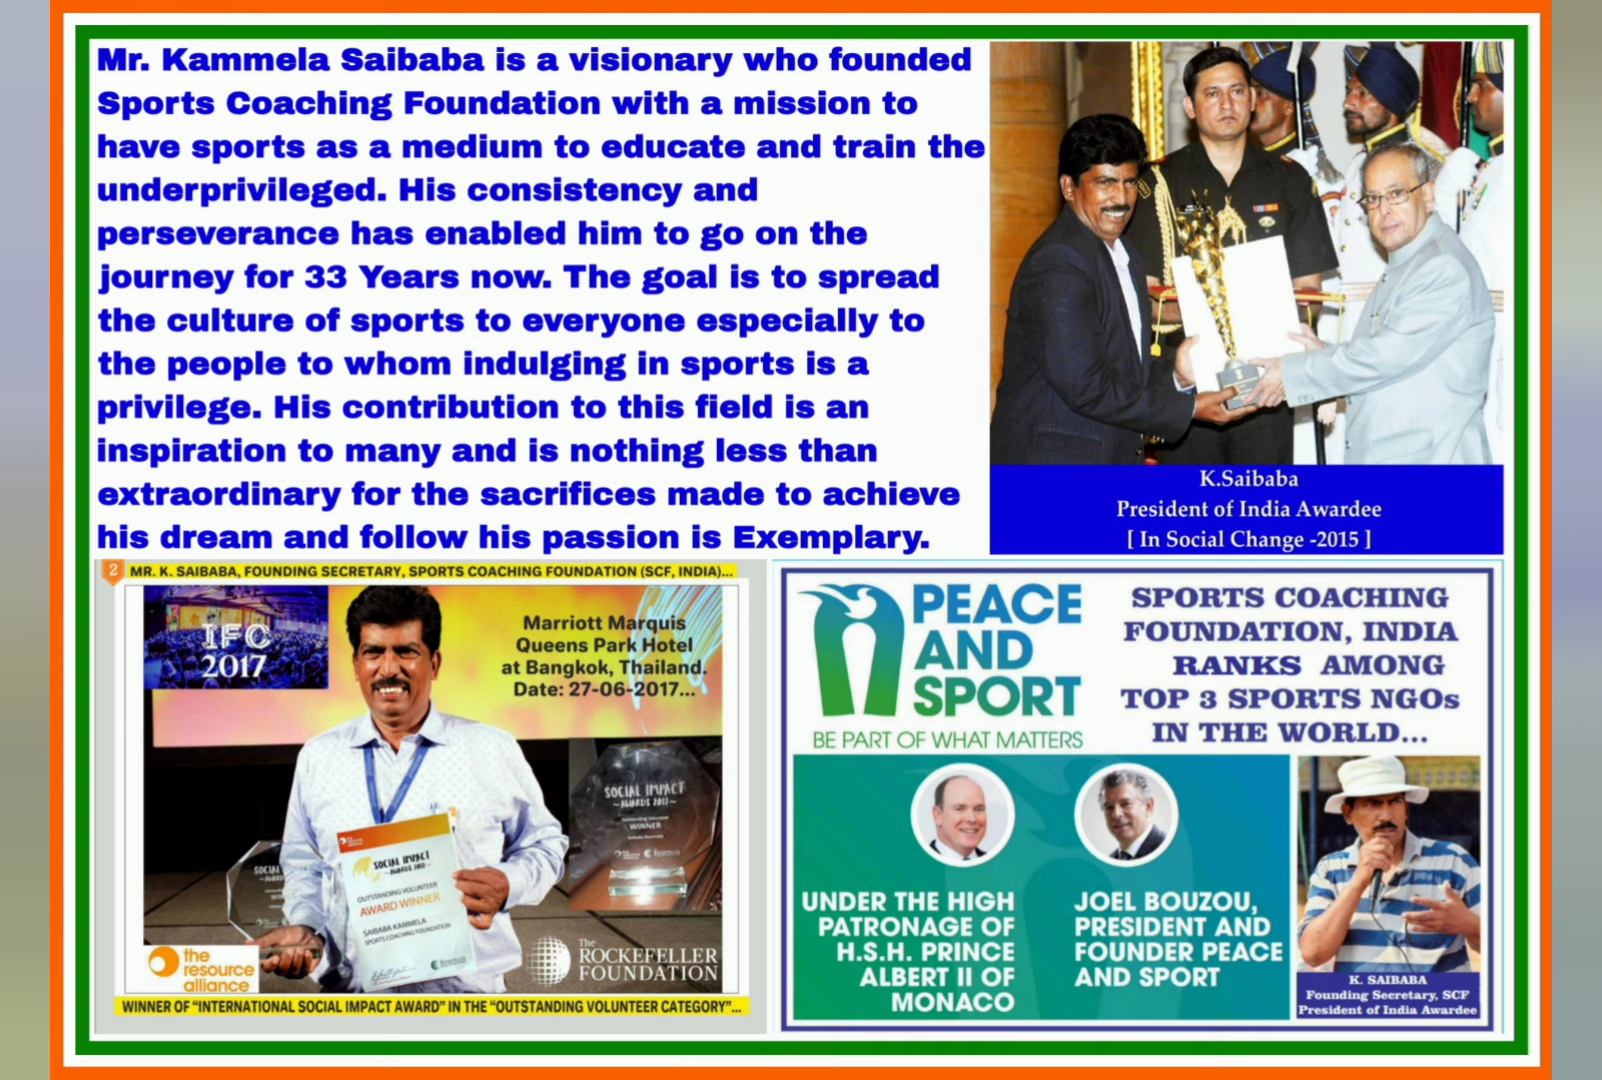 Mr. Kammela Saibaba is a visionary who founded
Sports Coaching Foundation with a mission to
have sports as a medium to educate and train the
underprivileged. His consistency and
perseverance has enabled him to go on the
journey for 33 Years now. The goal is to spread
the culture of sports to everyone especially to
the people to whom indulging in sports is a
privilege. His contribution to this field is an
inspiration to many and is nothing less than
extraordinary for the sacrifices made to achieve
his dream and follow his passion is Exemplary.
K.Saibaba
President of India Awardee
[ In Social Change -2015 ]
2
MR. K. SAIBABA, FOUNDING SECRETARY, SPORTS COACHING FOUNDATION (SCF, INDIA)...
IFC
2017
Marriott Marquis
Queens Park Hotel
at Bangkok, Thailand.
Date: 27-06-2017...
SOCIAL IMPACT
AWARDS 2017
Outstanding Volunteer
WINNER
Saibaba Kammela
SOCIAL IMPACT
AWARDS 2017
OUTSTANDING VOLUNTEER
AWARD WINNER
SAIBABA KAMMELA
SPORTS COACHING FOUNDATION
SOCIAL
the
resource
alliance
The
ROCKEFELLER
FOUNDATION
WINNER OF "INTERNATIONAL SOCIAL IMPACT AWARD" IN THE "OUTSTANDING VOLUNTEER CATEGORY"...
PEACE
AND
SPORT
BE PART OF WHAT MATTERS
SPORTS COACHING
FOUNDATION, INDIA
RANKS AMONG
TOP 3 SPORTS NGOs
IN THE WORLD...
UNDER THE HIGH
PATRONAGE OF
H.S.H. PRINCE
ALBERT II OF
MONACO
JOEL BOUZOU,
PRESIDENT AND
FOUNDER PEACE
AND SPORT
K. SAIBABA
Founding Secretary, SCF
President of India Awardee